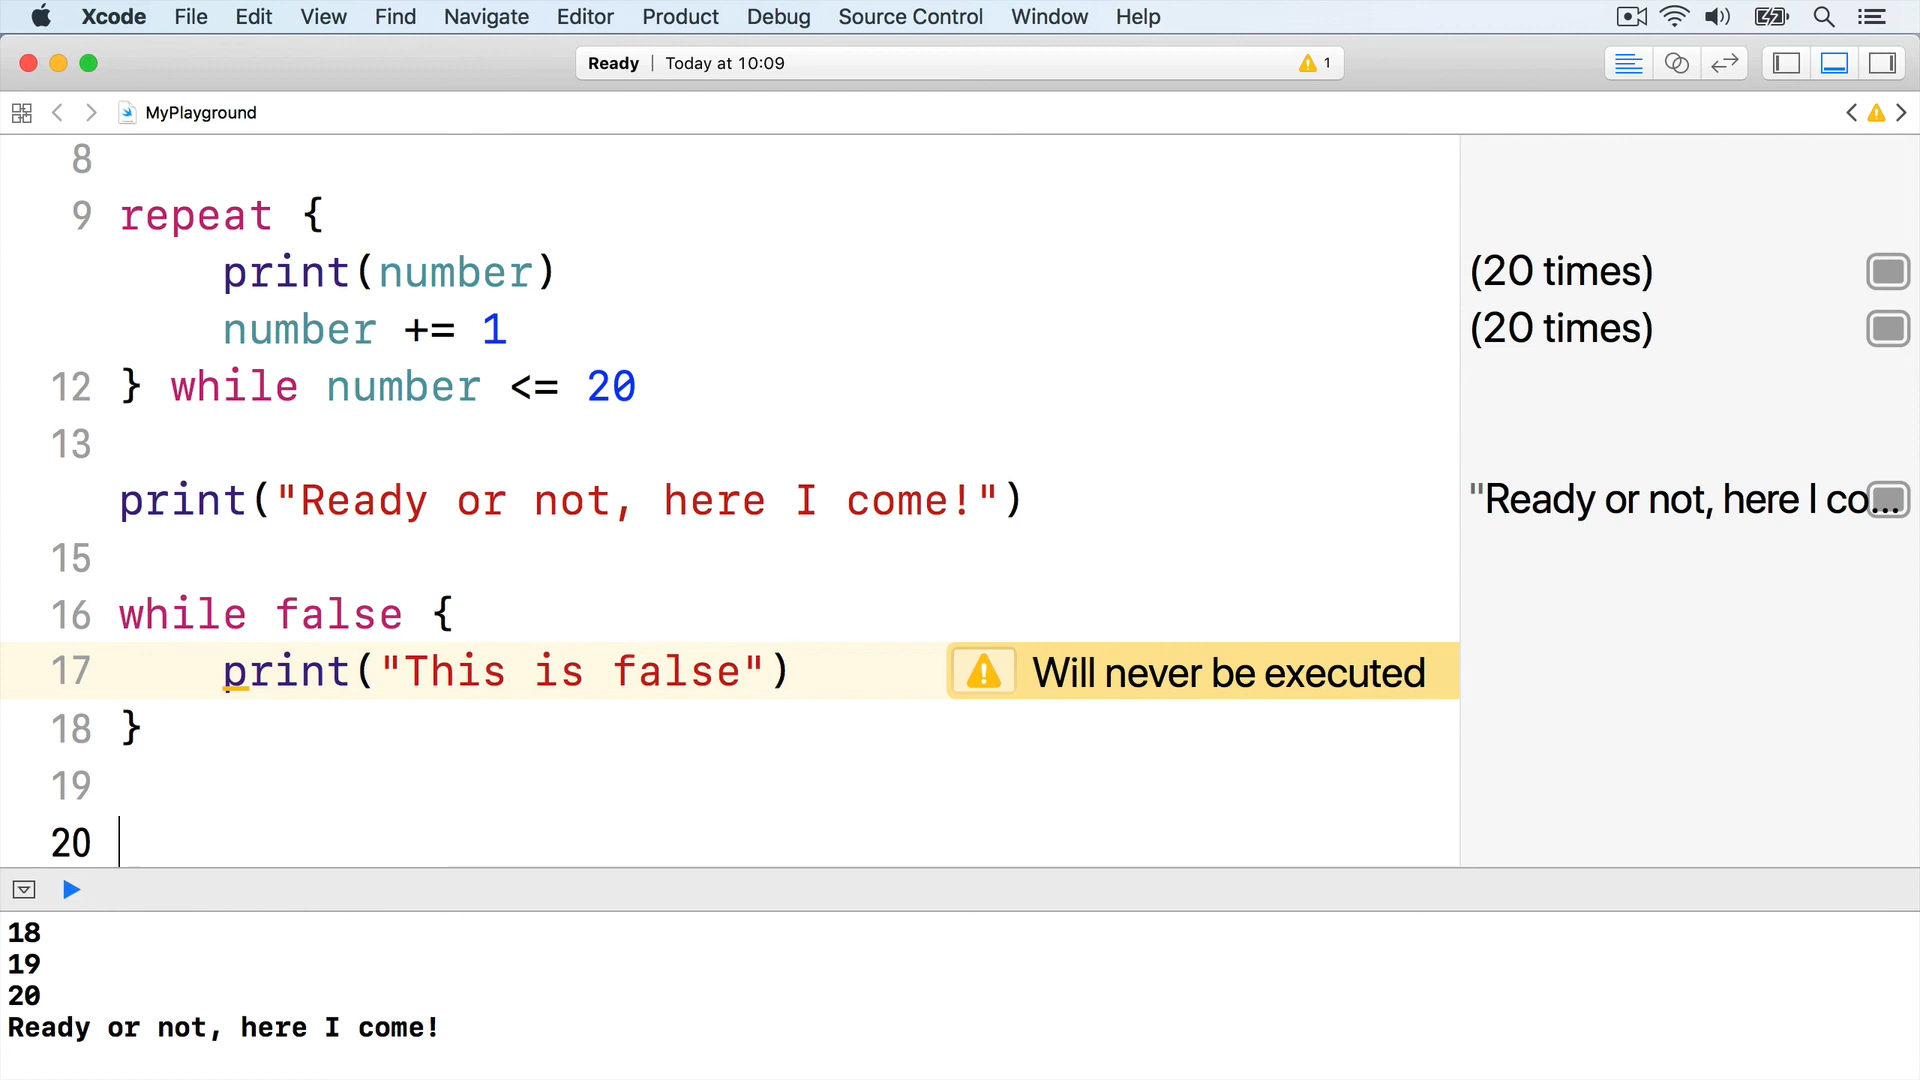 Xcode File Edit View Find Navigate Editor Product Debug Source Control Window Help
Ready | Today at 10:09 1
MyPlayground
8
9 repeat {
print(number) (20 times)
number += 1 (20 times)
12 } while number <= 20
13
print("Ready or not, here I come!") "Ready or not, here I co...
15
16 while false {
17 print("This is false") Will never be executed
18 }
19
20
18
19
20
Ready or not, here I come!